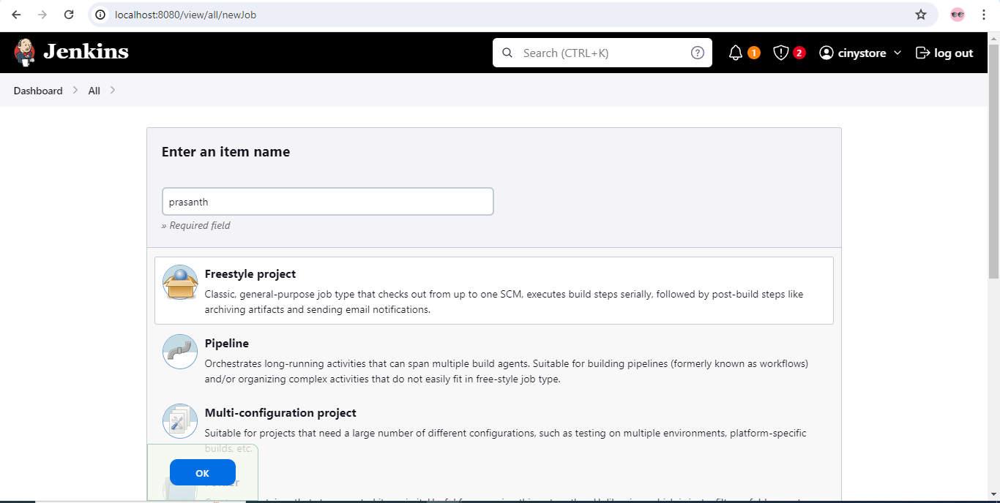 localhost:8080/view/all/newJob
Jenkins
Search (CTRL+K)
?
1
2
cinystore
log out
Dashboard
All
Enter an item name
prasanth
» Required field
Freestyle project
Classic, general-purpose job type that checks out from up to one SCM, executes build steps serially, followed by post-build steps like
archiving artifacts and sending email notifications.
Pipeline
Orchestrates long-running activities that can span multiple build agents. Suitable for building pipelines (formerly known as workflows)
and/or organizing complex activities that do not easily fit in free-style job type.
Multi-configuration project
Suitable for projects that need a large number of different configurations, such as testing on multiple environments, platform-specific
builds, etc.
OK
Folder